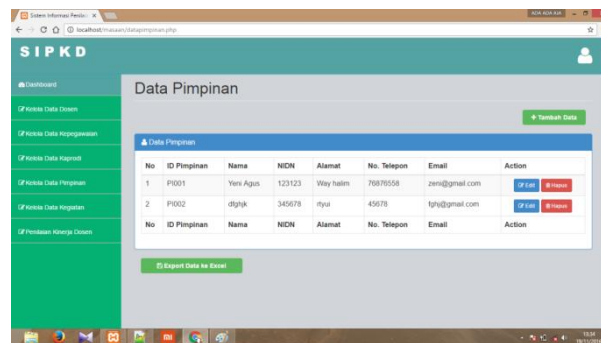 Sistem Informasi Penilai
localhost/masaan/datapimpinan.php
SIPKD
Dashboard
Kelola Data Dosen
Kelola Data Kepegawaian
Kelola Data Kaprodi
Kelola Data Pimpinan
Kelola Data Kegiatan
Penilaian Kinerja Dosen
Data Pimpinan
+ Tambah Data
Data Pimpinan
No ID Pimpinan Nama NIDN Alamat No. Telepon Email Action
1 PI001 Yeni Agus 123123 Way halim 76876558 zeni@gmail.com Edit Hapus
2 PI002 dfghjk 345678 rtyui 45678 fghj@gmail.com Edit Hapus
No ID Pimpinan Nama NIDN Alamat No. Telepon Email Action
Export Data ke Excel
13:34